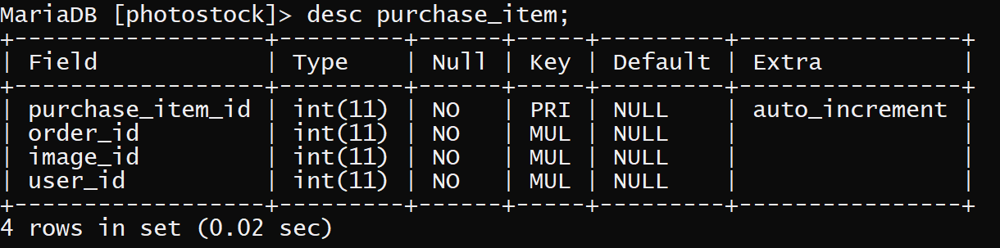 MariaDB [photostock]> desc purchase_item;
+------------------+---------+------+-----+---------+----------------+
| Field            | Type    | Null | Key | Default | Extra          |
+------------------+---------+------+-----+---------+----------------+
| purchase_item_id | int(11) | NO   | PRI | NULL    | auto_increment |
| order_id         | int(11) | NO   | MUL | NULL    |                |
| image_id         | int(11) | NO   | MUL | NULL    |                |
| user_id          | int(11) | NO   | MUL | NULL    |                |
+------------------+---------+------+-----+---------+----------------+
4 rows in set (0.02 sec)